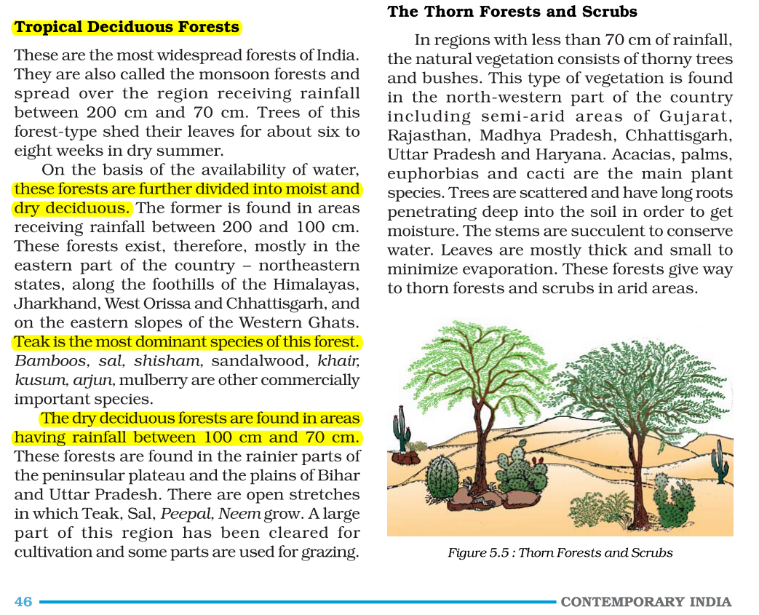 Tropical Deciduous Forests
These are the most widespread forests of India.
They are also called the monsoon forests and
spread over the region receiving rainfall
between 200 cm and 70 cm. Trees of this
forest-type shed their leaves for about six to
eight weeks in dry summer.
On the basis of the availability of water,
these forests are further divided into moist and
dry deciduous. The former is found in areas
receiving rainfall between 200 and 100 cm.
These forests exist, therefore, mostly in the
eastern part of the country – northeastern
states, along the foothills of the Himalayas,
Jharkhand, West Orissa and Chhattisgarh, and
on the eastern slopes of the Western Ghats.
Teak is the most dominant species of this forest.
Bamboos, sal, shisham, sandalwood, khair,
kusum, arjun, mulberry are other commercially
important species.
The dry deciduous forests are found in areas
having rainfall between 100 cm and 70 cm.
These forests are found in the rainier parts of
the peninsular plateau and the plains of Bihar
and Uttar Pradesh. There are open stretches
in which Teak, Sal, Peepal, Neem grow. A large
part of this region has been cleared for
cultivation and some parts are used for grazing.
The Thorn Forests and Scrubs
In regions with less than 70 cm of rainfall,
the natural vegetation consists of thorny trees
and bushes. This type of vegetation is found
in the north-western part of the country
including semi-arid areas of Gujarat,
Rajasthan, Madhya Pradesh, Chhattisgarh,
Uttar Pradesh and Haryana. Acacias, palms,
euphorbias and cacti are the main plant
species. Trees are scattered and have long roots
penetrating deep into the soil in order to get
moisture. The stems are succulent to conserve
water. Leaves are mostly thick and small to
minimize evaporation. These forests give way
to thorn forests and scrubs in arid areas.
Figure 5.5 : Thorn Forests and Scrubs
46
CONTEMPORARY INDIA